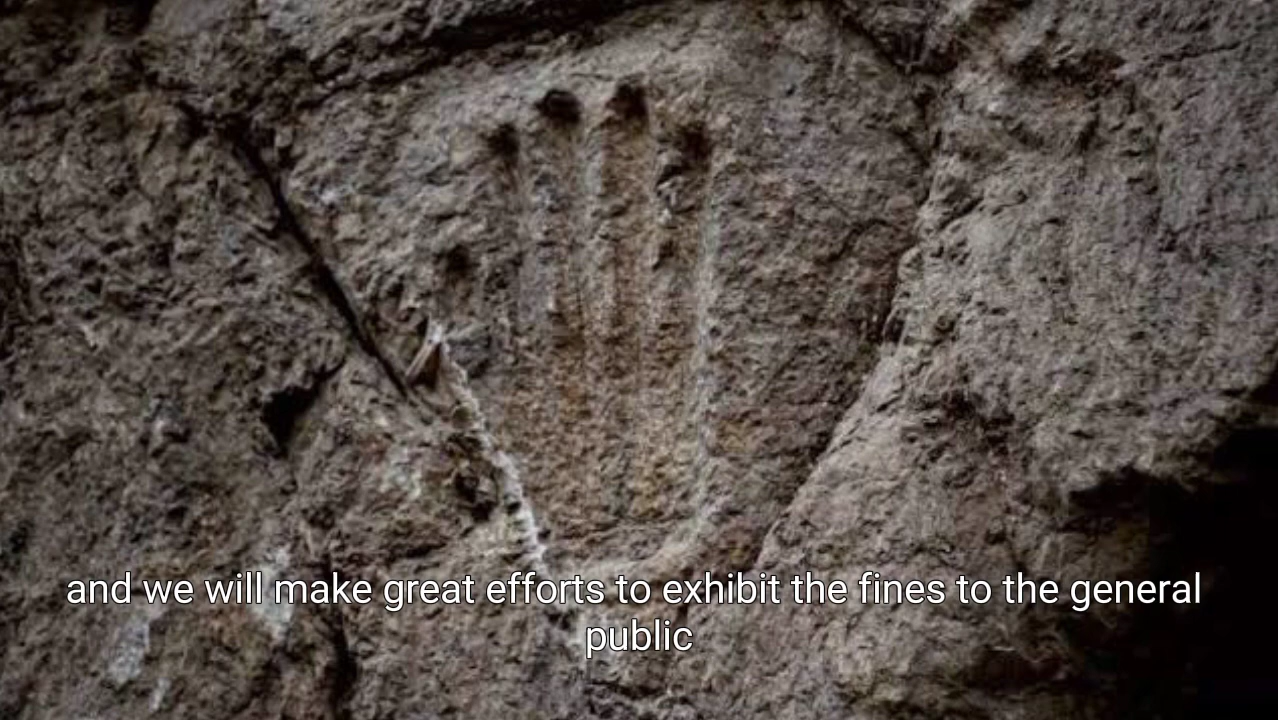 and we will make great efforts to exhibit the fines to the general
public